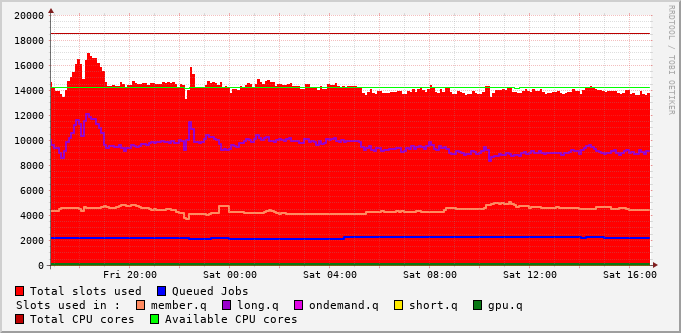 20000
18000
16000
14000
12000
10000
8000
6000
4000
2000
0
Fri 20:00 Sat 00:00 Sat 04:00 Sat 08:00 Sat 12:00 Sat 16:00
Total slots used Queued Jobs
Slots used in : member.q long.q ondemand.q short.q gpu.q
Total CPU cores Available CPU cores
RRDTOOL / TOBI OETIKER